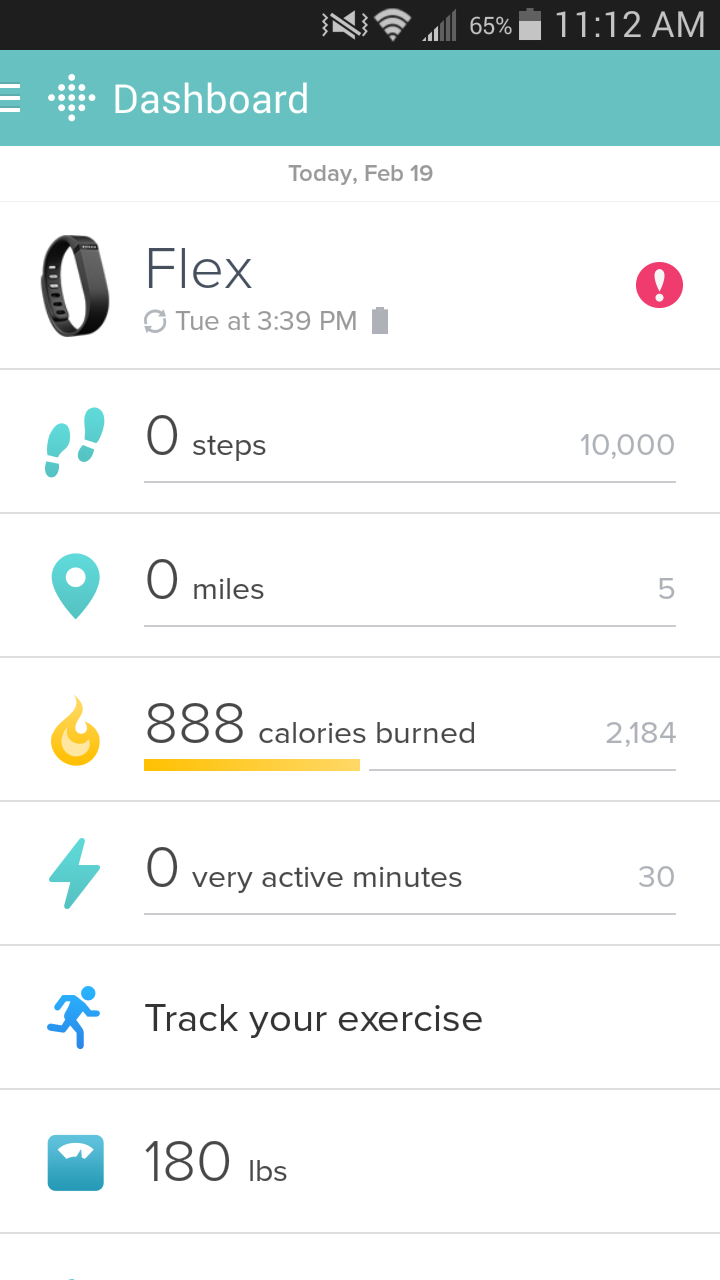 65% 11:12 AM
Dashboard
Today, Feb 19
Flex
Tue at 3:39 PM
0 steps 10,000
0 miles 5
888 calories burned 2,184
0 very active minutes 30
Track your exercise
180 lbs